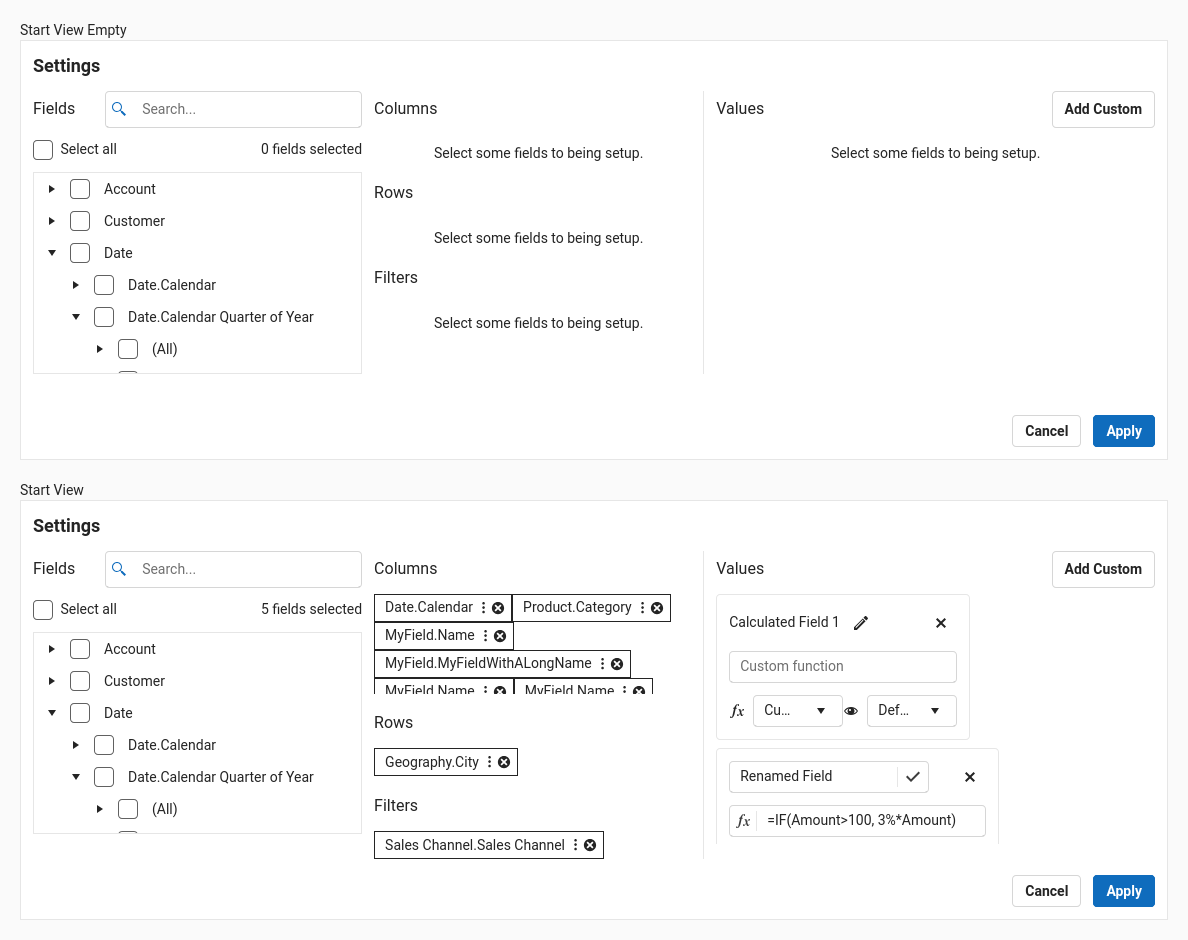 Start View Empty
Settings
Fields
Search...
Select all
0 fields selected
Account
Customer
Date
Date.Calendar
Date.Calendar Quarter of Year
(All)
Columns
Select some fields to being setup.
Rows
Select some fields to being setup.
Filters
Select some fields to being setup.
Values
Add Custom
Select some fields to being setup.
Cancel
Apply
Start View
Settings
Fields
Search...
Select all
5 fields selected
Account
Customer
Date
Date.Calendar
Date.Calendar Quarter of Year
(All)
Columns
Date.Calendar
Product.Category
MyField.Name
MyField.MyFieldWithALongName
MyField.Name
MyField.Name
Rows
Geography.City
Filters
Sales Channel.Sales Channel
Values
Add Custom
Calculated Field 1
Custom function
fx
Cu...
Def...
Renamed Field
fx
=IF(Amount>100, 3%*Amount)
Cancel
Apply